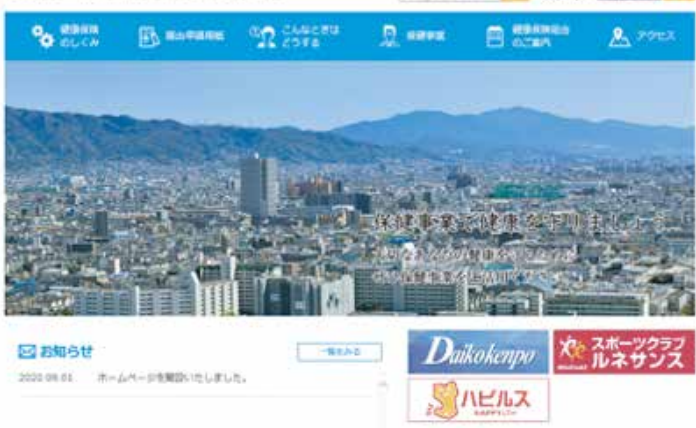 健康保険
のしくみ
届出申請用紙
こんなときは
どうする
保健事業
健康保険組合
のご案内
アクセス
保健事業で健康を守りましょう
お知らせ
一覧をみる
2020.09.01 ホームページを開設いたしました。
Daikokenpo
スポーツクラブ
ルネサンス
ハピルス